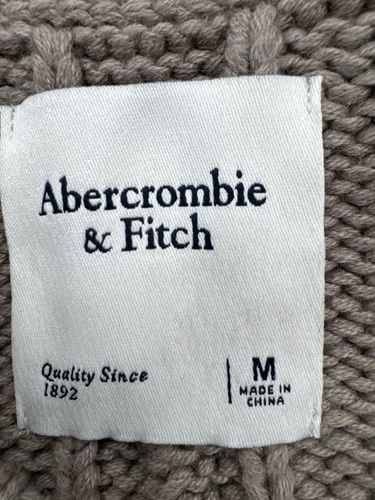 Abercrombie
& Fitch
Quality Since
1892
M
MADE IN
CHINA